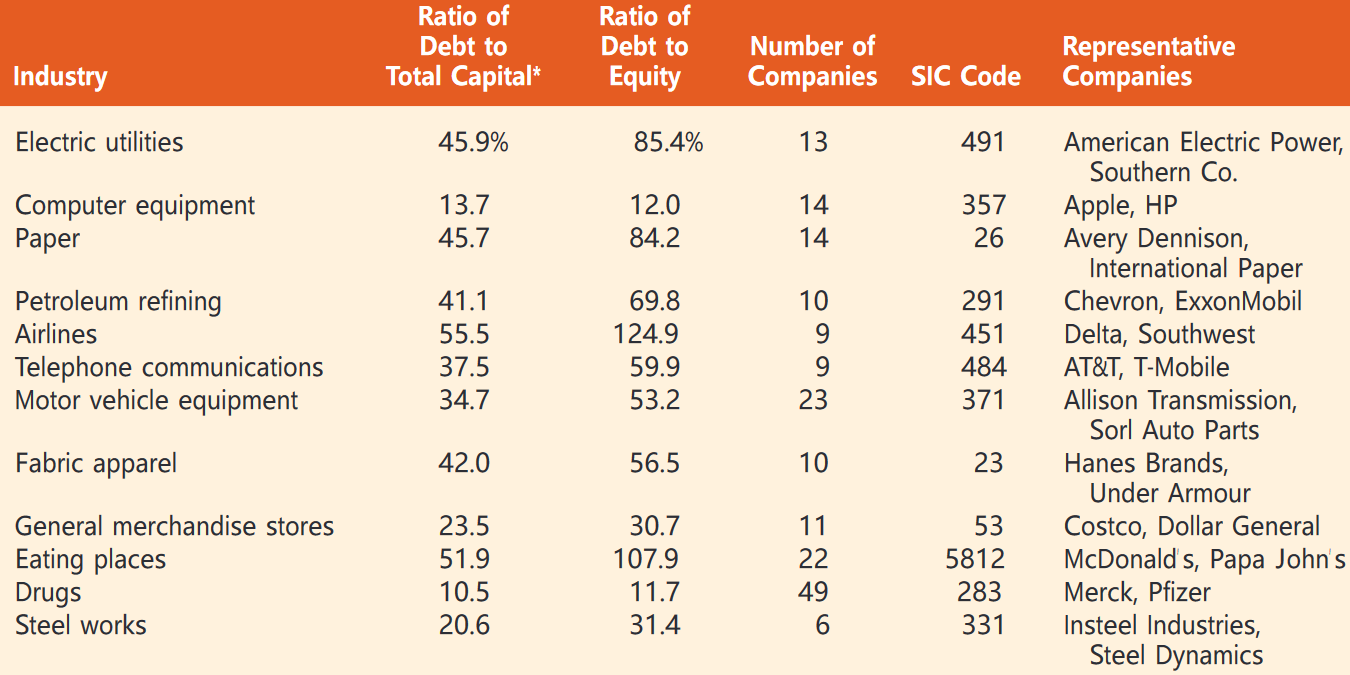 Industry Ratio of Debt to Total Capital* Ratio of Debt to Equity Number of Companies SIC Code Representative Companies
Electric utilities 45.9% 85.4% 13 491 American Electric Power,
Southern Co.
Computer equipment 13.7 12.0 14 357 Apple, HP
Paper 45.7 84.2 14 26 Avery Dennison,
International Paper
Petroleum refining 41.1 69.8 10 291 Chevron, ExxonMobil
Airlines 55.5 124.9 9 451 Delta, Southwest
Telephone communications 37.5 59.9 9 484 AT&T, T-Mobile
Motor vehicle equipment 34.7 53.2 23 371 Allison Transmission,
Sorl Auto Parts
Fabric apparel 42.0 56.5 10 23 Hanes Brands,
Under Armour
General merchandise stores 23.5 30.7 11 53 Costco, Dollar General
Eating places 51.9 107.9 22 5812 McDonald's, Papa John's
Drugs 10.5 11.7 49 283 Merck, Pfizer
Steel works 20.6 31.4 6 331 Insteel Industries,
Steel Dynamics